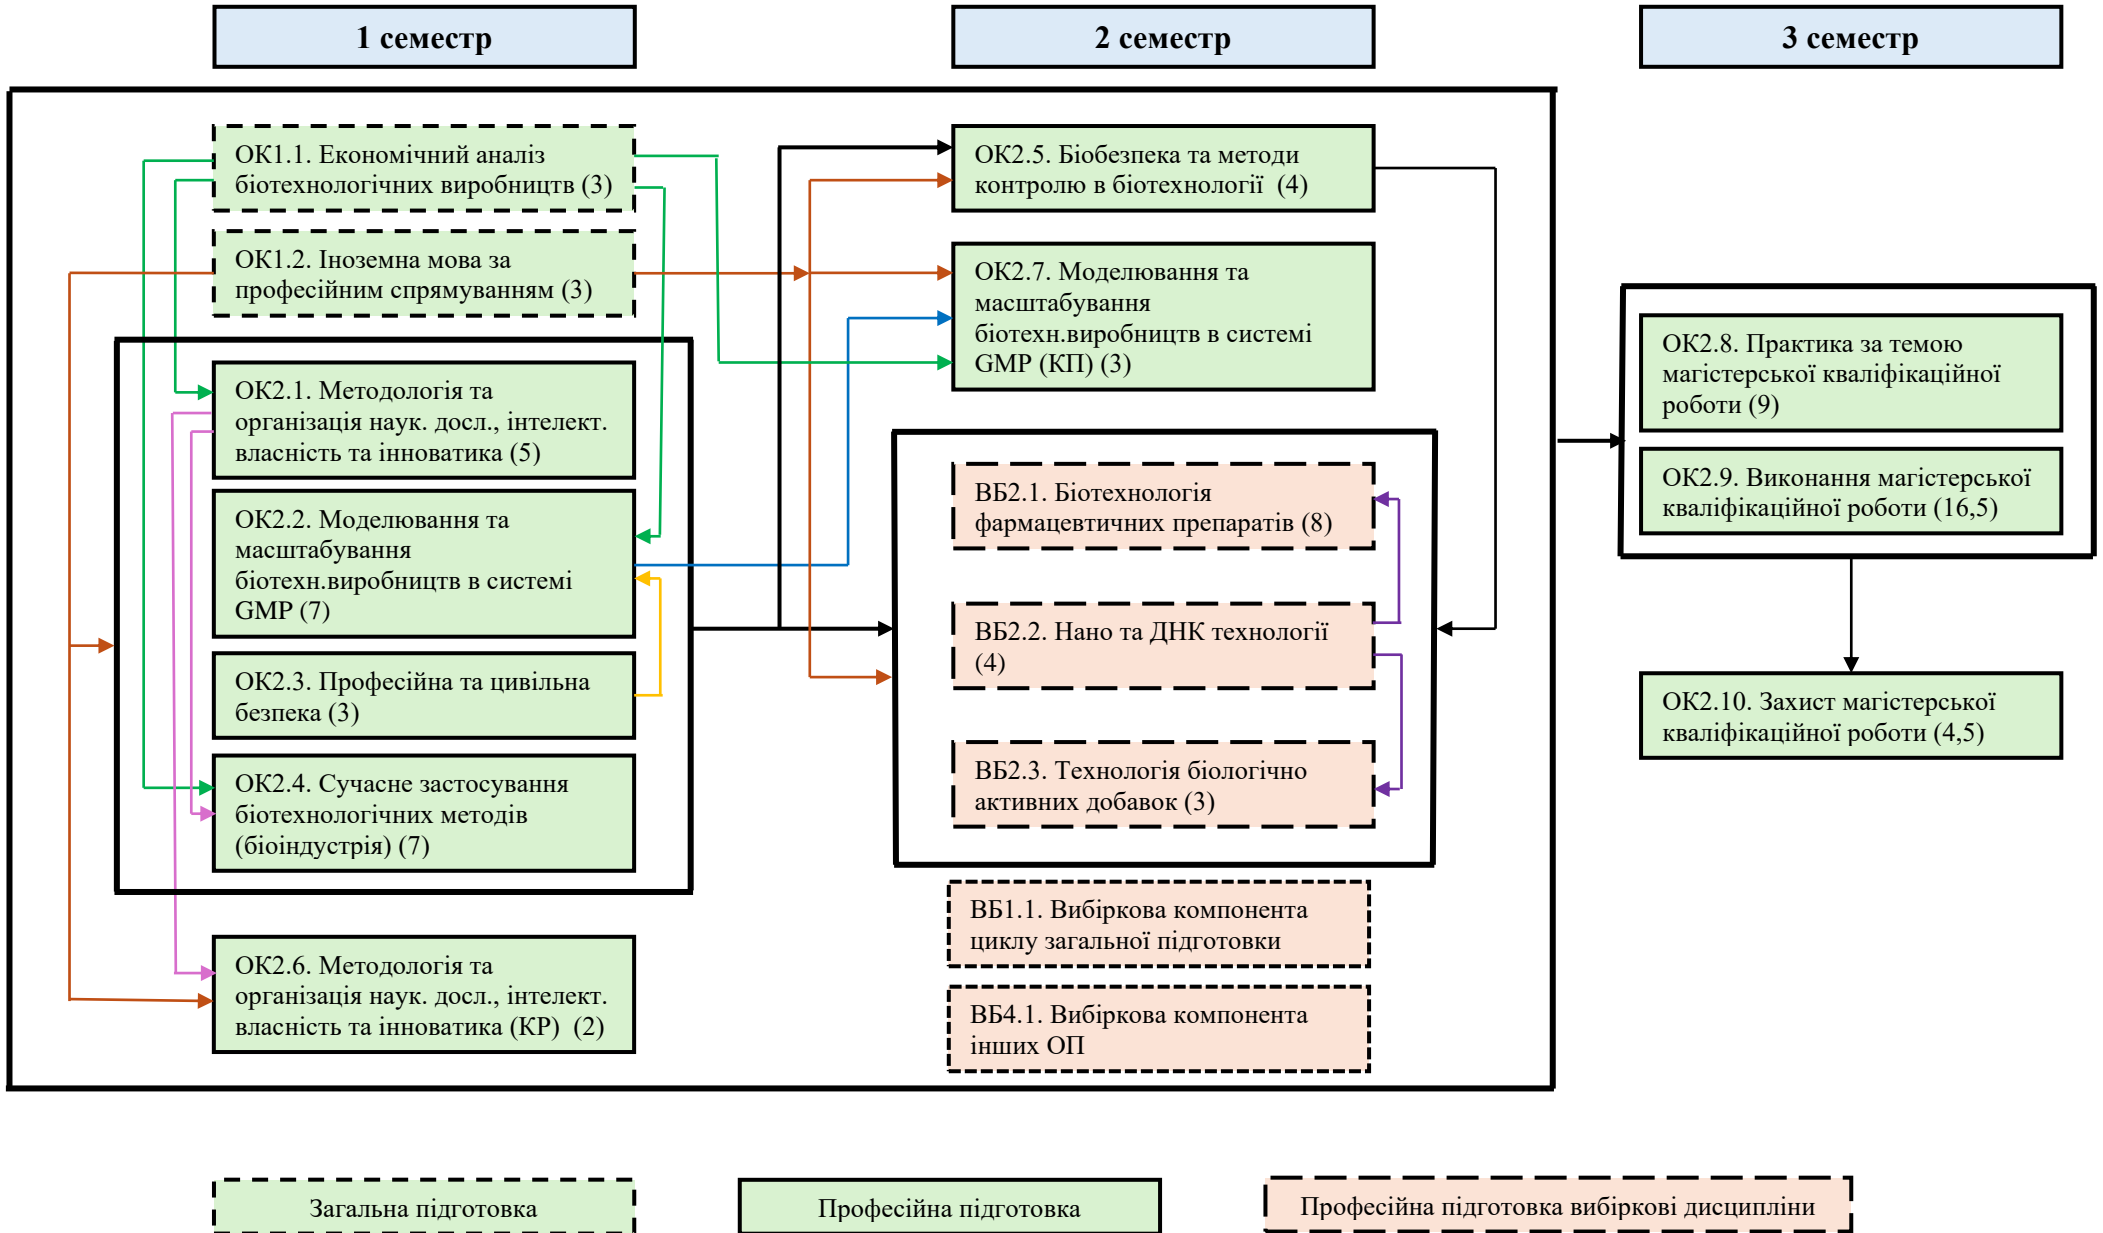 1 семестр
2 семестр
3 семестр
ОК1.1. Економічний аналіз
біотехнологічних виробництв (3)
ОК1.2. Іноземна мова за
професійним спрямуванням (3)
ОК2.1. Методологія та
організація наук. досл., інтелект.
власність та інноватика (5)
ОК2.2. Моделювання та
масштабування
біотехн.виробництв в системі
GMP (7)
ОК2.3. Професійна та цивільна
безпека (3)
ОК2.4. Сучасне застосування
біотехнологічних методів
(біоіндустрія) (7)
ОК2.6. Методологія та
організація наук. досл., інтелект.
власність та інноватика (КР)  (2)
ОК2.5. Біобезпека та методи
контролю в біотехнології  (4)
ОК2.7. Моделювання та
масштабування
біотехн.виробництв в системі
GMP (КП) (3)
ВБ2.1. Біотехнологія
фармацевтичних препаратів (8)
ВБ2.2. Нано та ДНК технології
(4)
ВБ2.3. Технологія біологічно
активних добавок (3)
ВБ1.1. Вибіркова компонента
циклу загальної підготовки
ВБ4.1. Вибіркова компонента
інших ОП
ОК2.8. Практика за темою
магістерської кваліфікаційної
роботи (9)
ОК2.9. Виконання магістерської
кваліфікаційної роботи (16,5)
ОК2.10. Захист магістерської
кваліфікаційної роботи (4,5)
Загальна підготовка
Професійна підготовка
Професійна підготовка вибіркові дисципліни